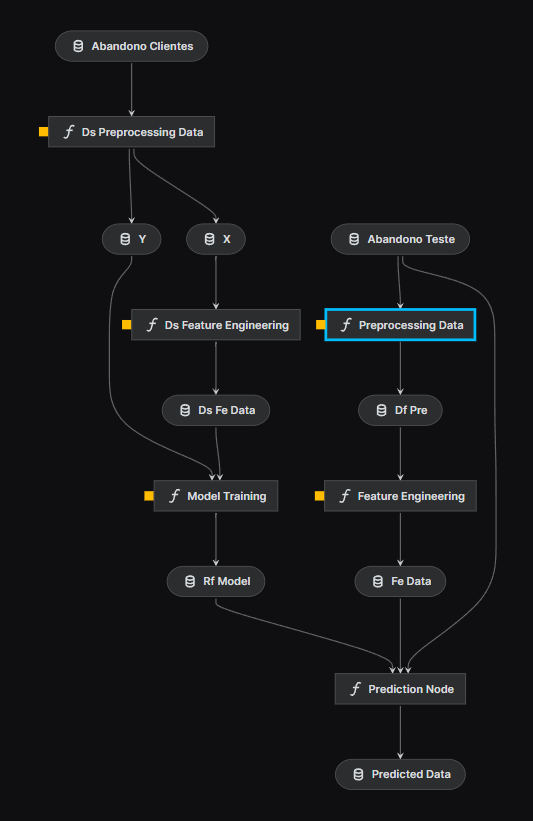 Abandono Clientes
Ds Preprocessing Data
Y
X
Abandono Teste
Ds Feature Engineering
Preprocessing Data
Ds Fe Data
Df Pre
Model Training
Feature Engineering
Rf Model
Fe Data
Prediction Node
Predicted Data